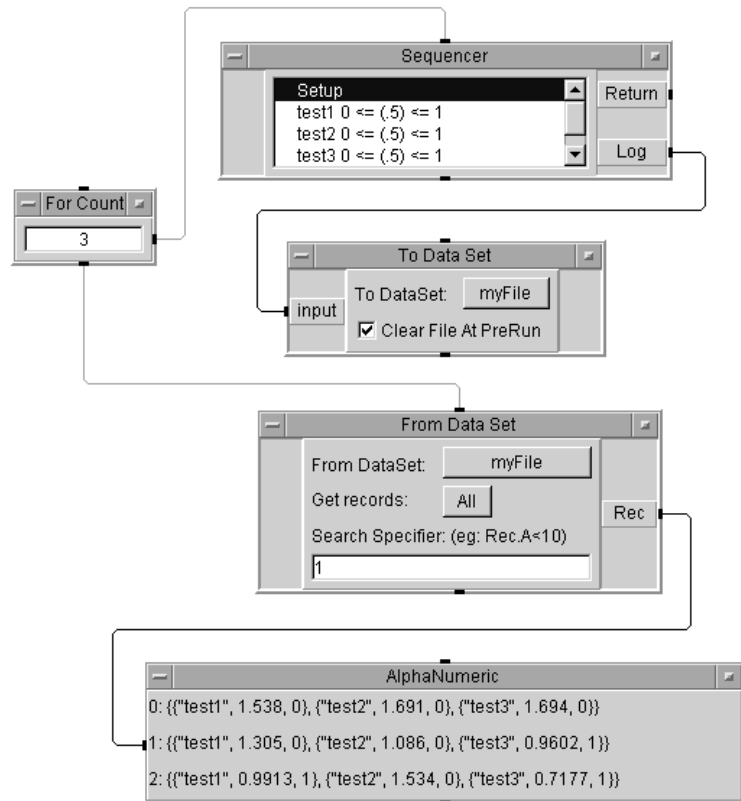 Sequencer
Setup
test1 0 <= (.5) <= 1
test2 0 <= (.5) <= 1
test3 0 <= (.5) <= 1
Return
Log
For Count
3
To Data Set
input
To DataSet: myFile
Clear File At PreRun
From Data Set
From DataSet: myFile
Get records: All
Rec
Search Specifier: (eg: Rec.A<10)
1
AlphaNumeric
0: {{"test1", 1.538, 0}, {"test2", 1.691, 0}, {"test3", 1.694, 0}}
1: {{"test1", 1.305, 0}, {"test2", 1.086, 0}, {"test3", 0.9602, 1}}
2: {{"test1", 0.9913, 1}, {"test2", 1.534, 0}, {"test3", 0.7177, 1}}